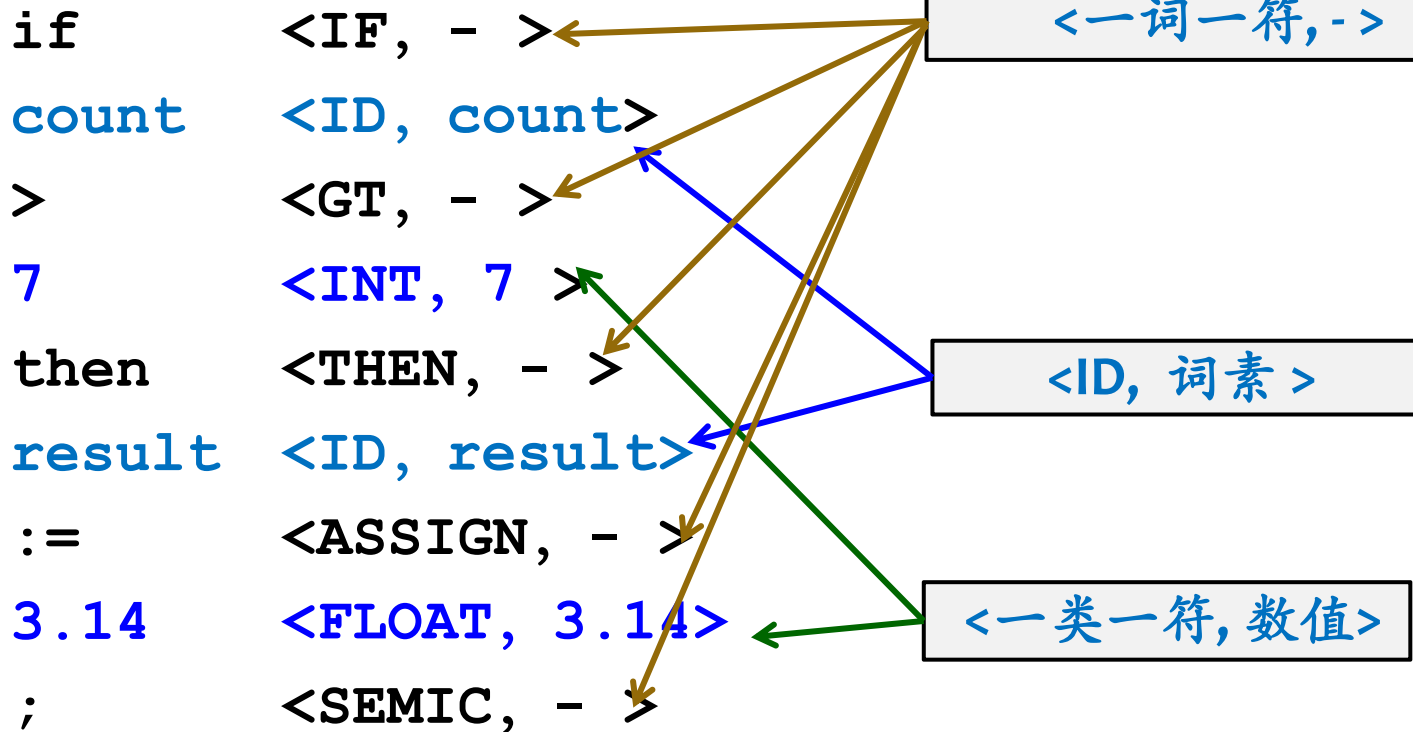 if <IF, - > <一词一符, - >
count <ID, count>
> <GT, - >
7 <INT, 7 >
then <THEN, - > <ID, 词素 >
result <ID, result>
:= <ASSIGN, - >
3.14 <FLOAT, 3.14> <一类一符, 数值>
; <SEMIC, - >